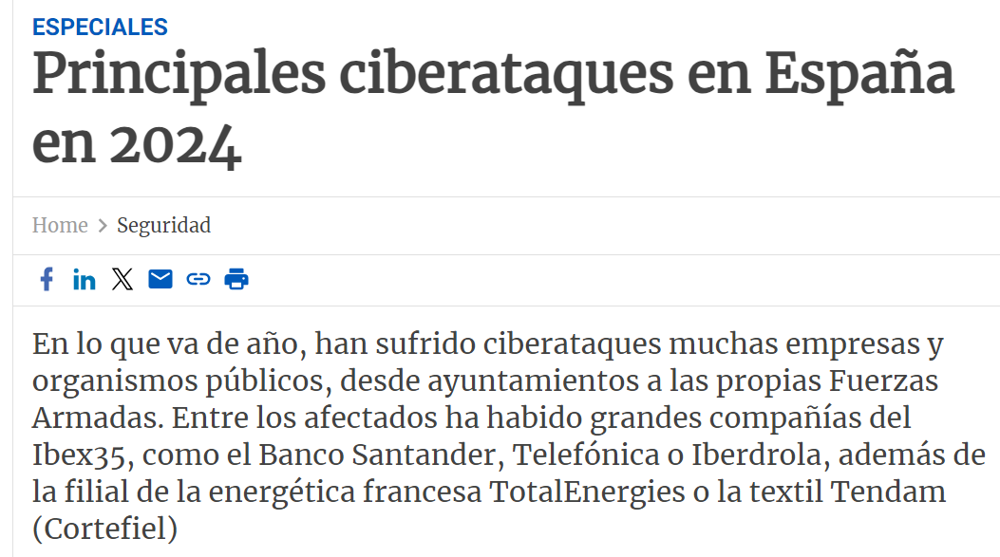 ESPECIALES
Principales ciberataques en España
en 2024
Home > Seguridad
En lo que va de año, han sufrido ciberataques muchas empresas y
organismos públicos, desde ayuntamientos a las propias Fuerzas
Armadas. Entre los afectados ha habido grandes compañías del
Ibex35, como el Banco Santander, Telefónica o Iberdrola, además de
la filial de la energética francesa TotalEnergies o la textil Tendam
(Cortefiel)